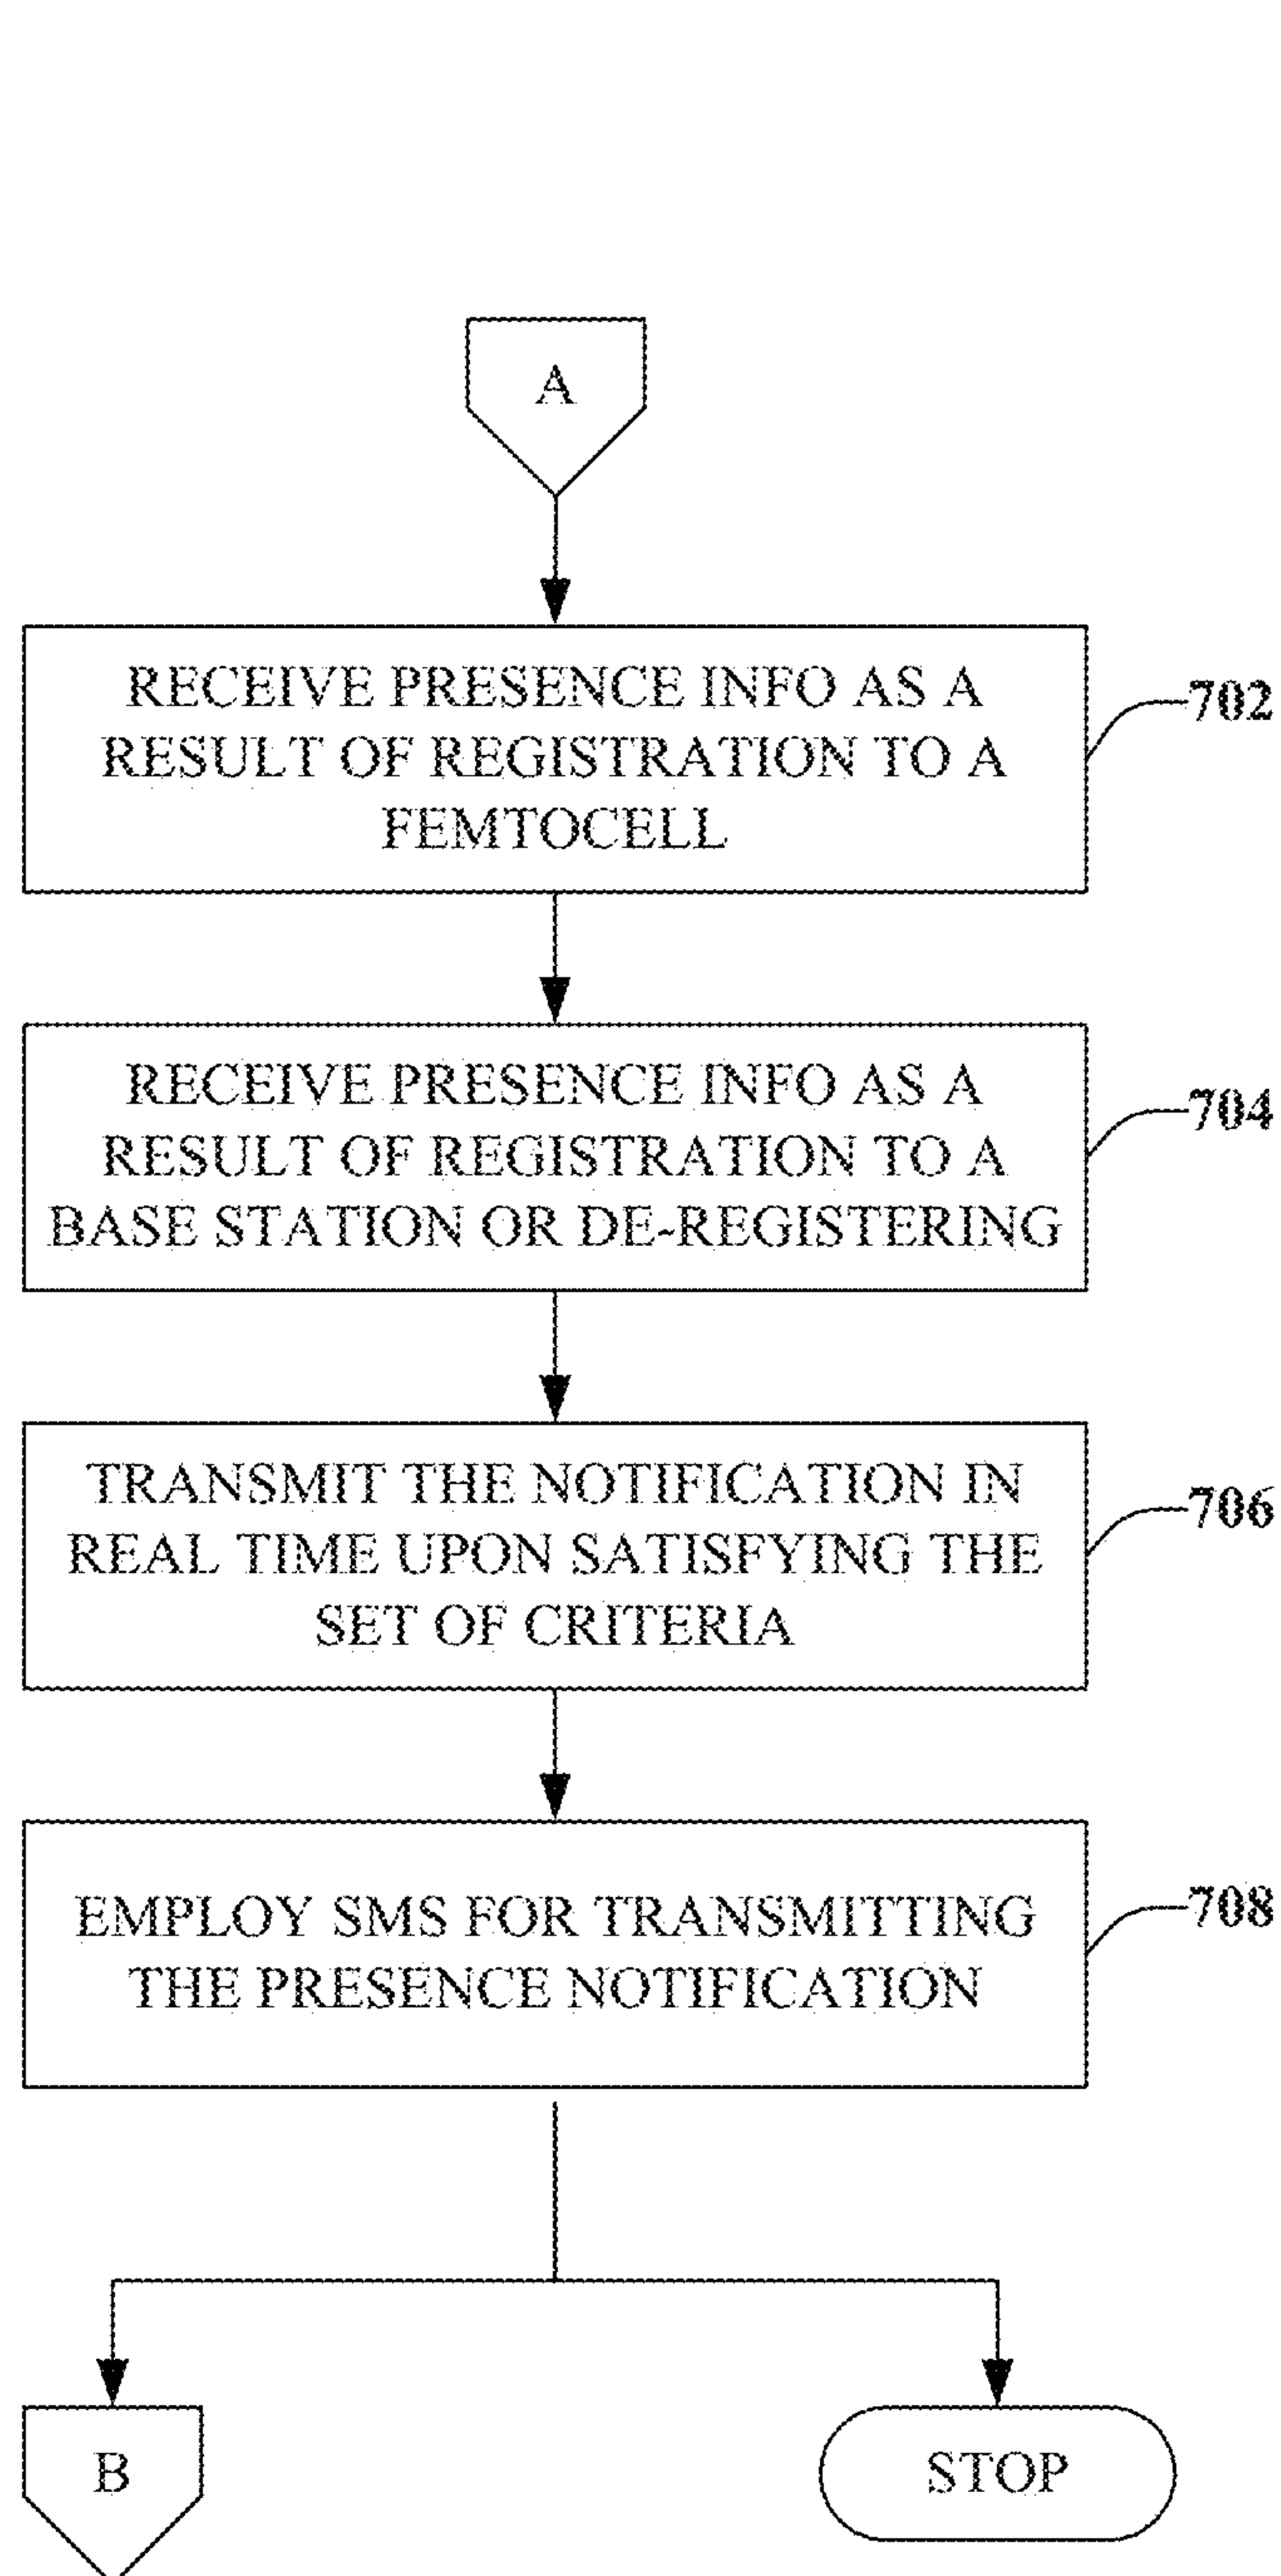 A
RECEIVE PRESENCE INFO AS A
RESULT OF REGISTRATION TO A
FEMTOCELL
702
RECEIVE PRESENCE INFO AS A
RESULT OF REGISTRATION TO A
BASE STATION OR DE-REGISTERING
704
TRANSMIT THE NOTIFICATION IN
REAL TIME UPON SATISFYING THE
SET OF CRITERIA
706
EMPLOY SMS FOR TRANSMITTING
THE PRESENCE NOTIFICATION
708
B
STOP